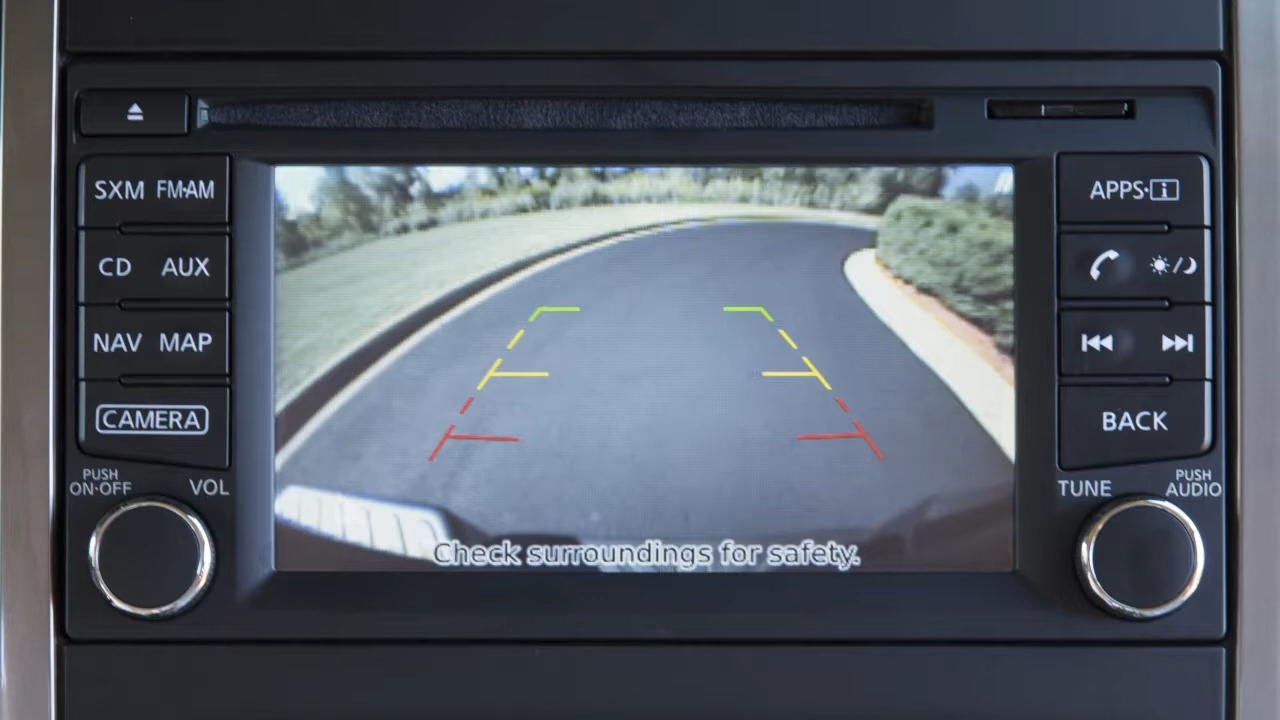 SXM FM·AM
CD AUX
NAV MAP
CAMERA
PUSH
ON·OFF
VOL
Check surroundings for safety.
APPS·i
BACK
TUNE
PUSH
AUDIO